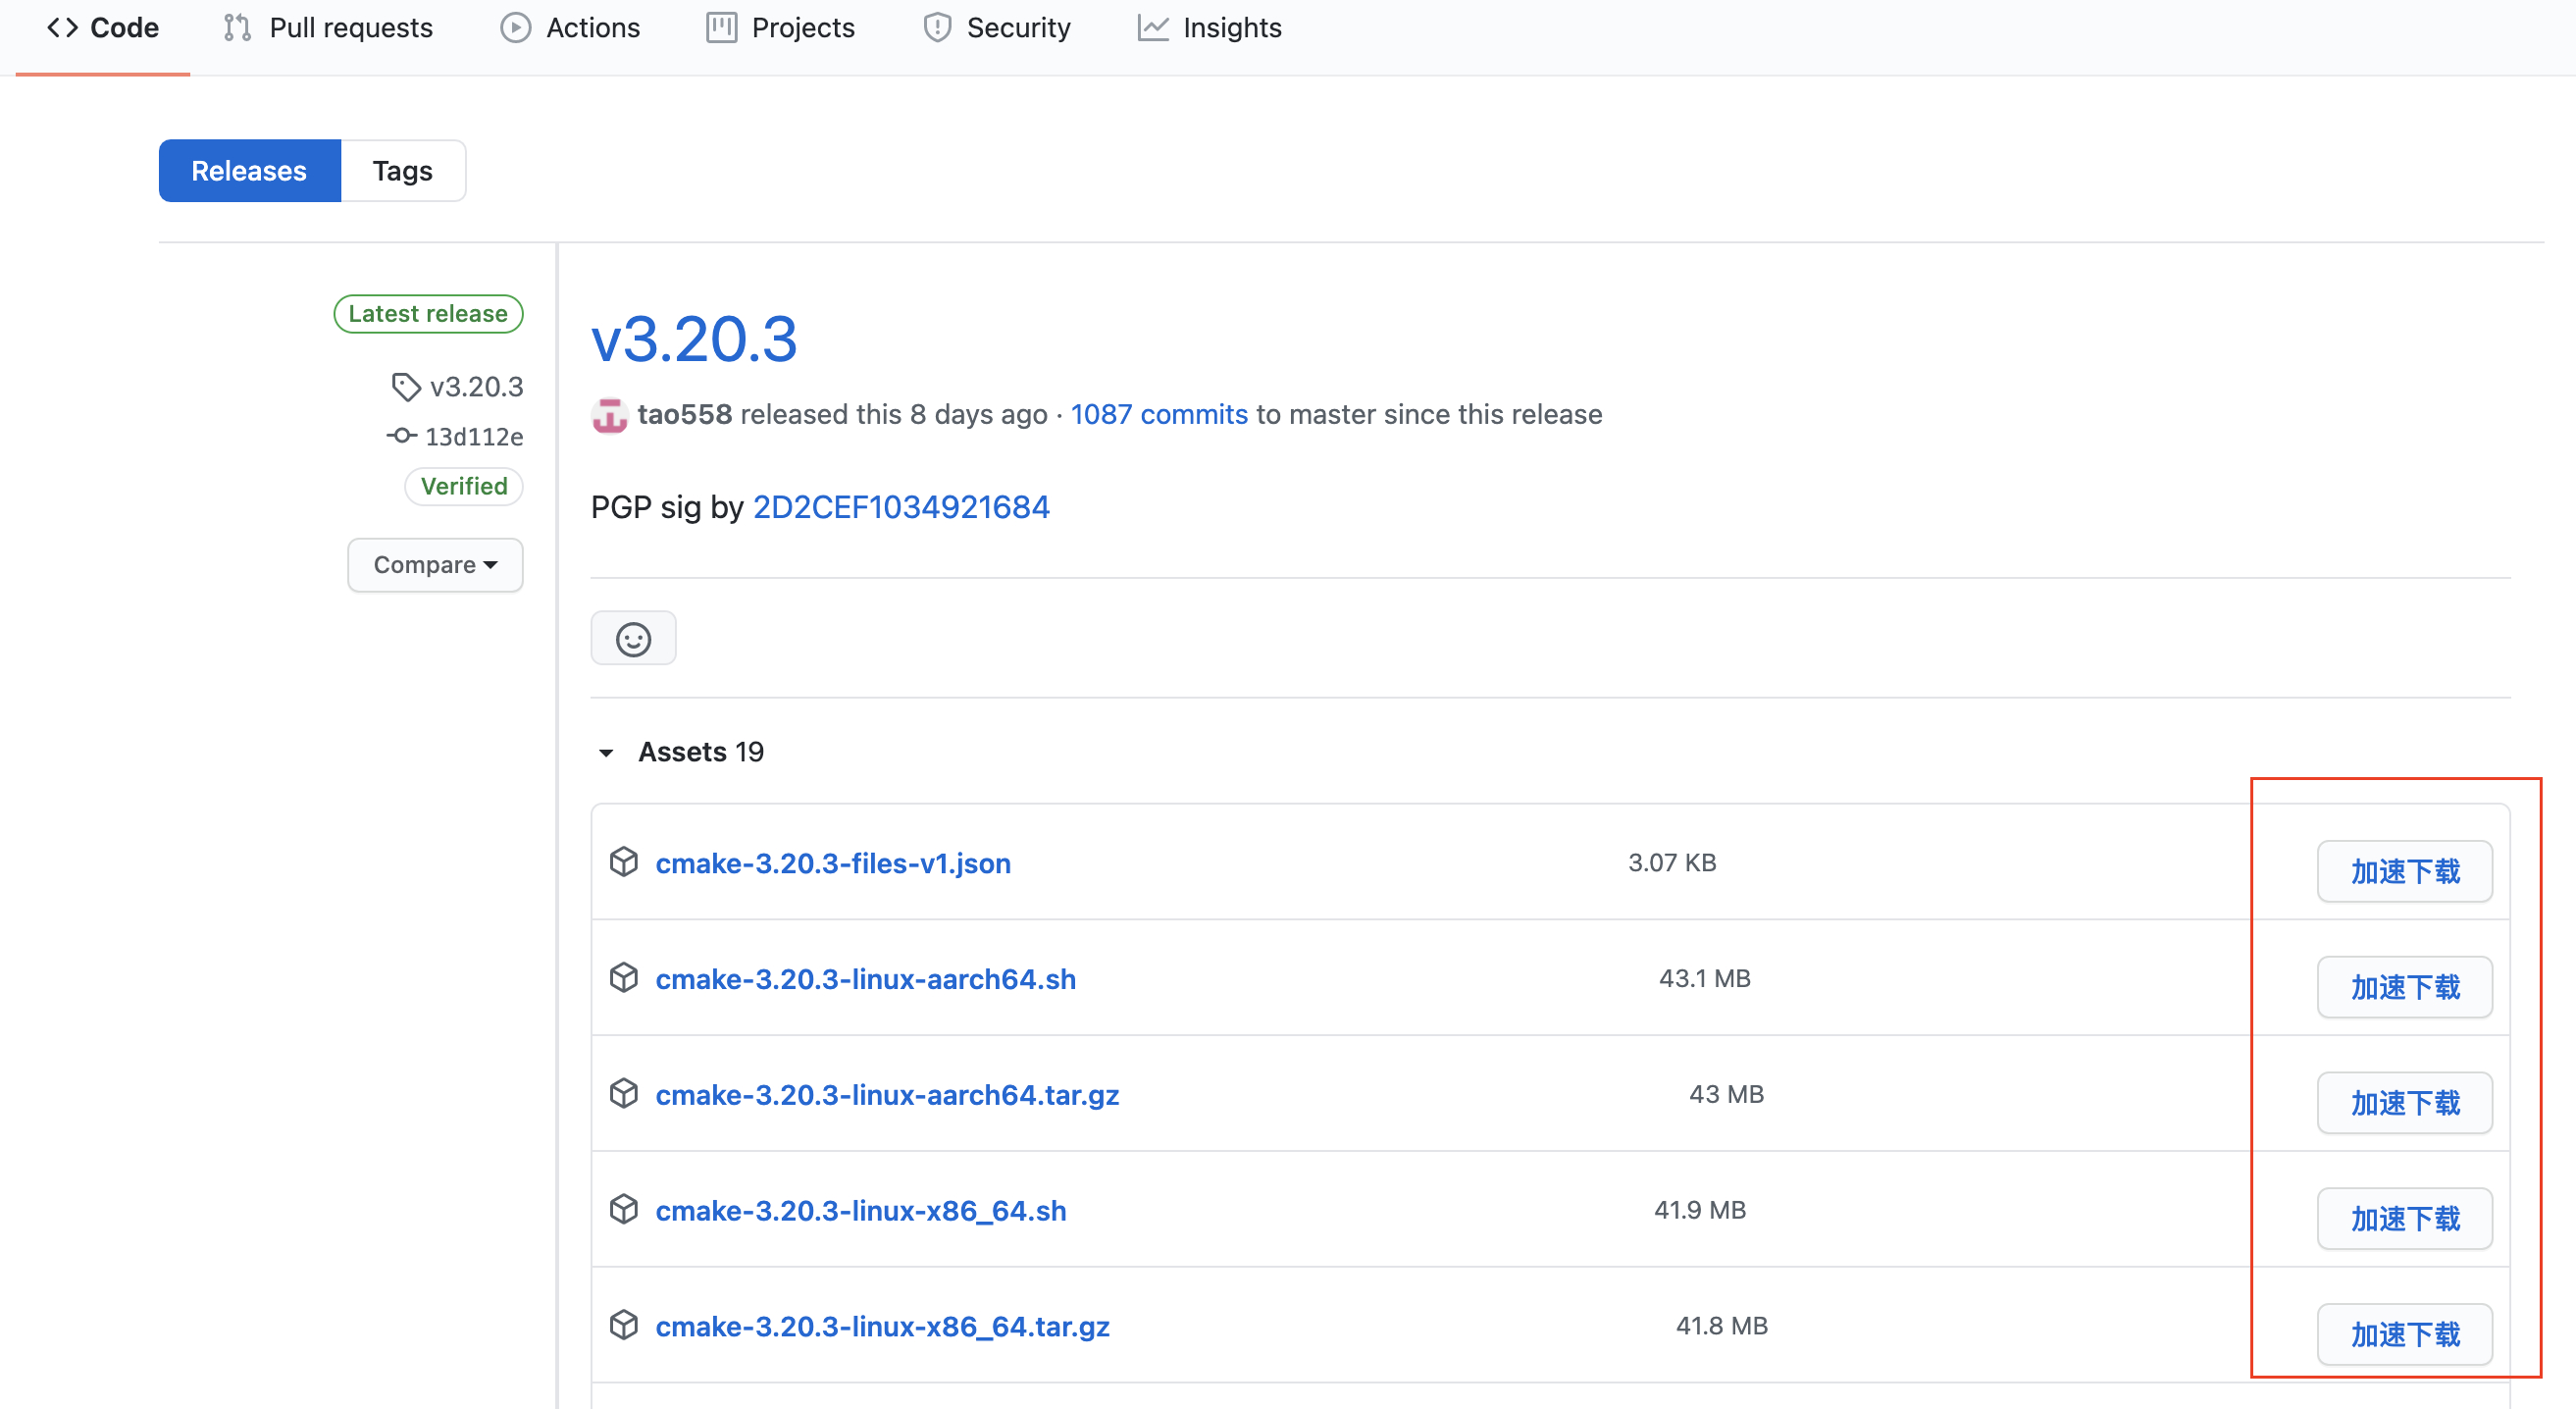 Code Pull requests Actions Projects Security Insights
Releases Tags
Latest release
v3.20.3
13d112e
Verified
Compare
v3.20.3
tao558 released this 8 days ago · 1087 commits to master since this release
PGP sig by 2D2CEF1034921684
Assets 19
cmake-3.20.3-files-v1.json 3.07 KB 加速下载
cmake-3.20.3-linux-aarch64.sh 43.1 MB 加速下载
cmake-3.20.3-linux-aarch64.tar.gz 43 MB 加速下载
cmake-3.20.3-linux-x86_64.sh 41.9 MB 加速下载
cmake-3.20.3-linux-x86_64.tar.gz 41.8 MB 加速下载